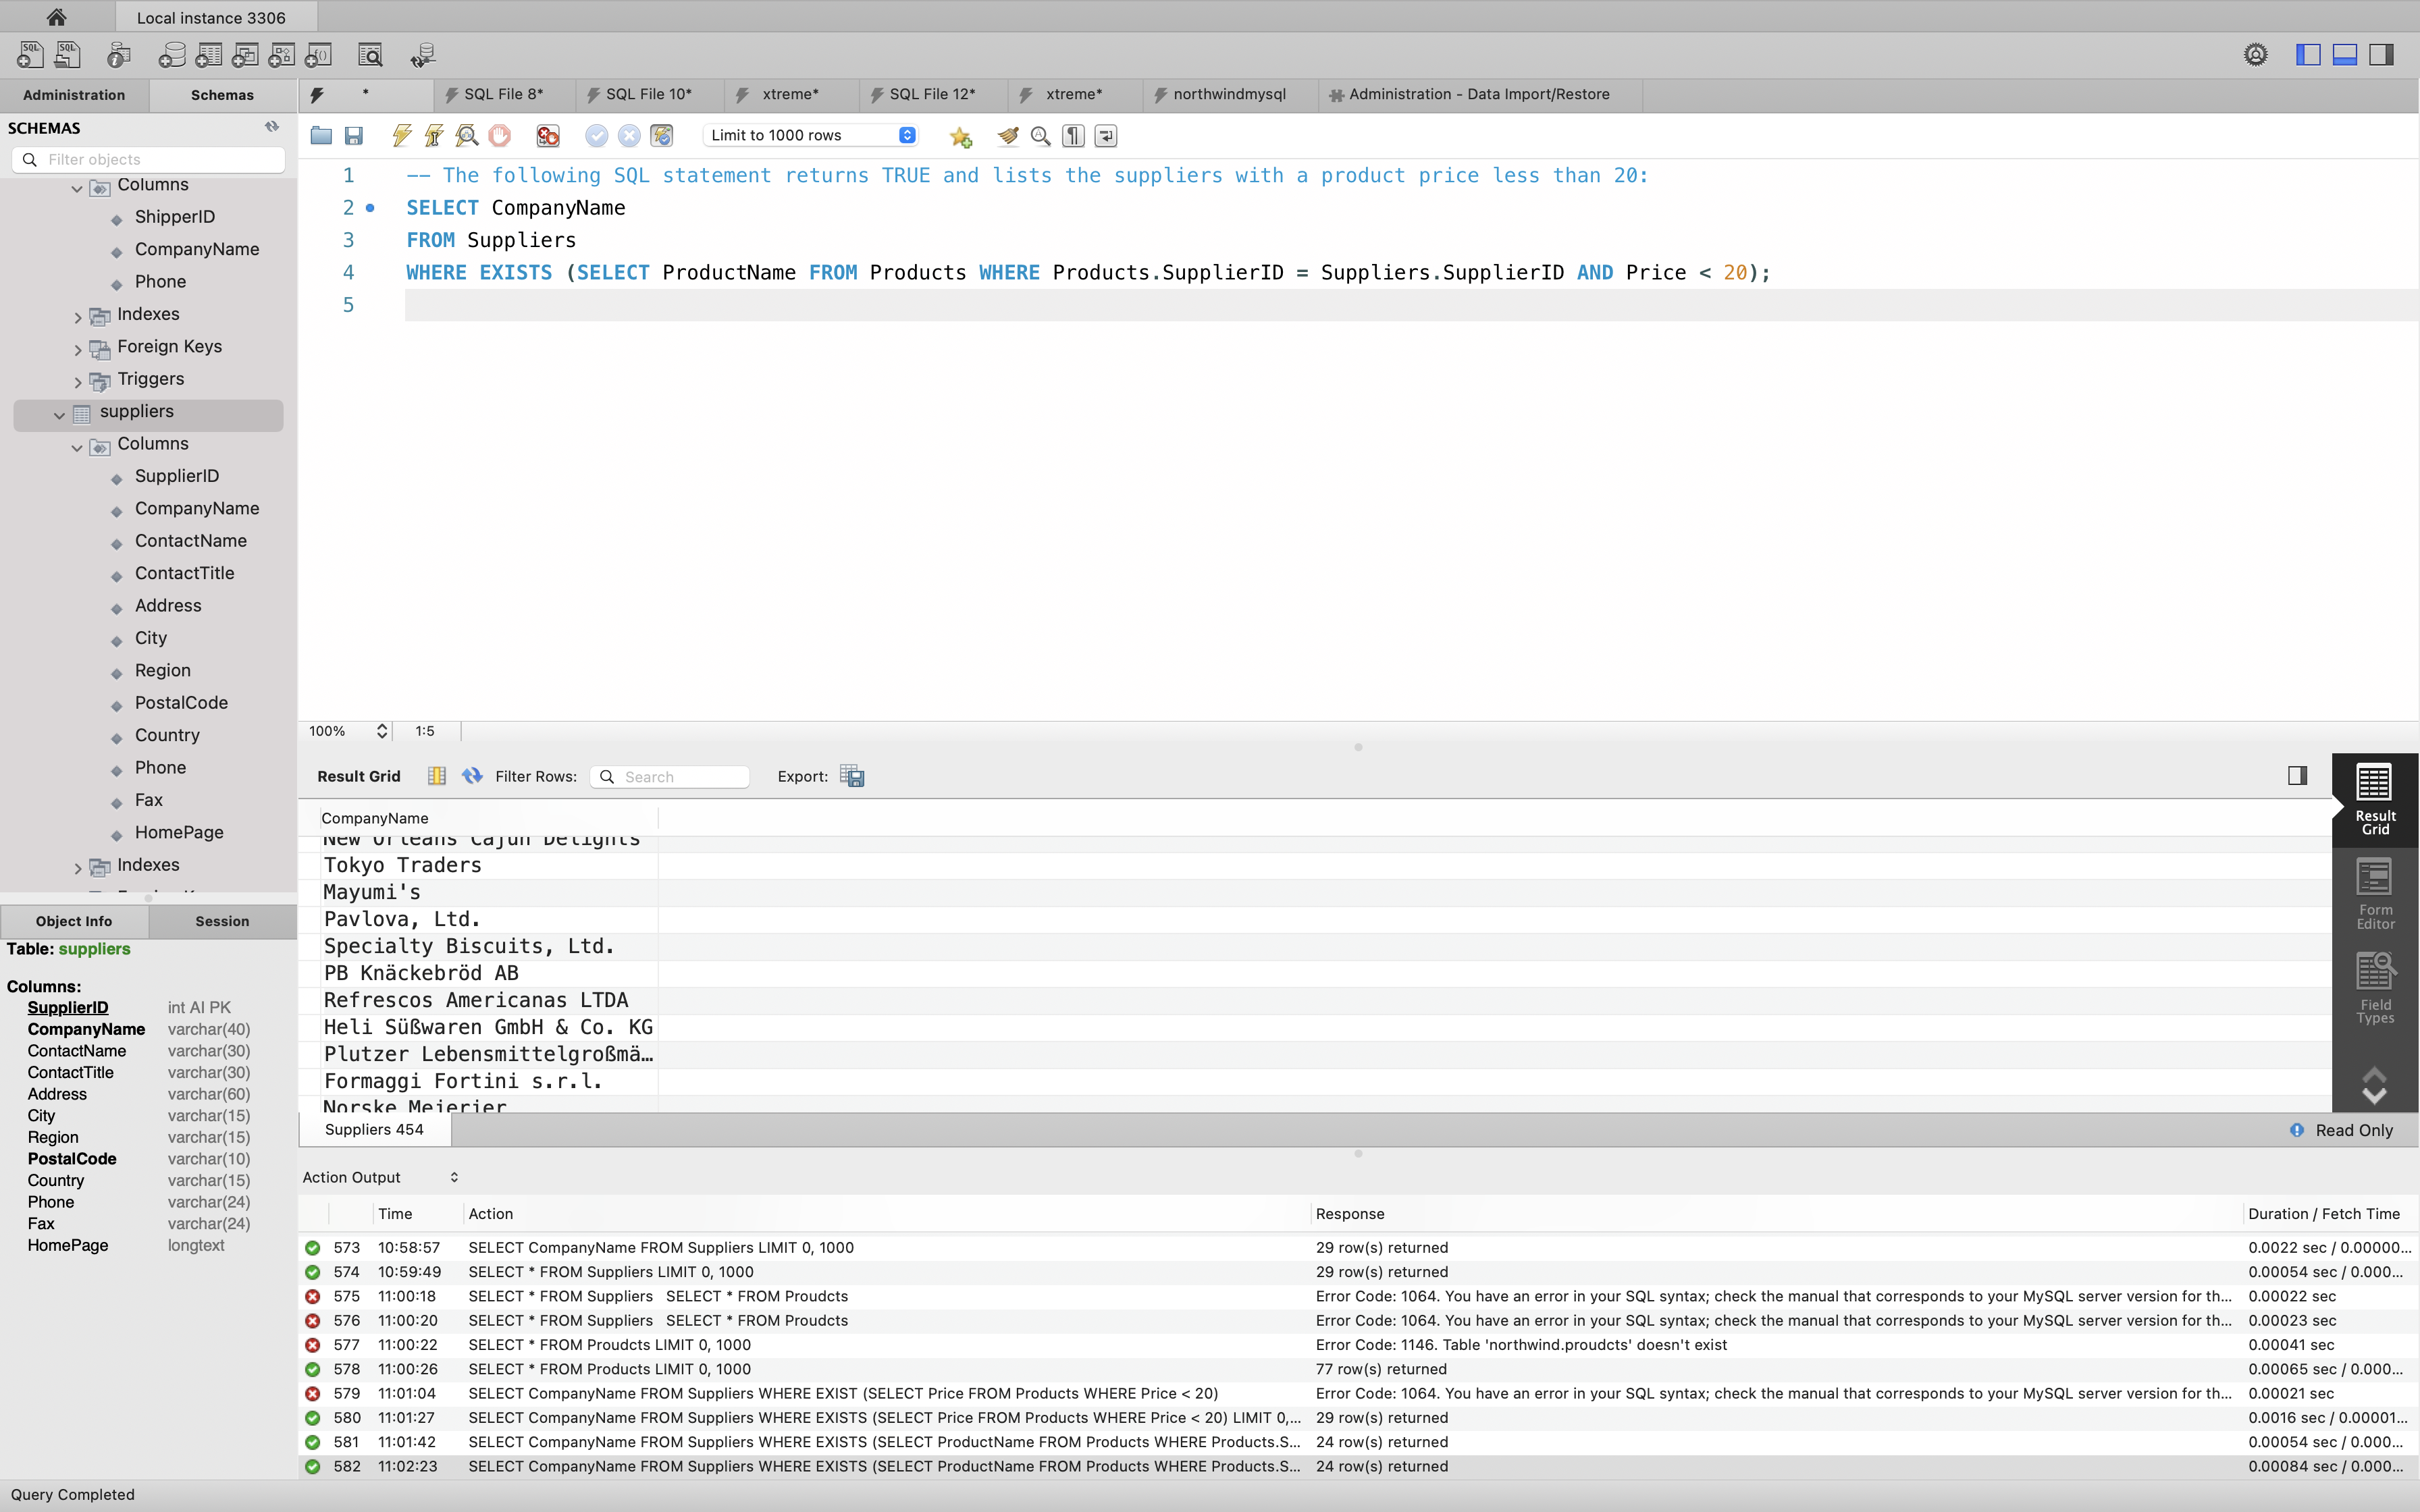 Local instance 3306
Administration
Schemas
*
SQL File 8*
SQL File 10*
xtreme*
SQL File 12*
xtreme*
northwindmysql
Administration - Data Import/Restore
SCHEMAS
Filter objects
Columns
ShipperID
CompanyName
Phone
Indexes
Foreign Keys
Triggers
suppliers
Columns
SupplierID
CompanyName
ContactName
ContactTitle
Address
City
Region
PostalCode
Country
Phone
Fax
HomePage
Indexes
Object Info
Session
Table: suppliers
Columns:
SupplierID int AI PK
CompanyName varchar(40)
ContactName varchar(30)
ContactTitle varchar(30)
Address varchar(60)
City varchar(15)
Region varchar(15)
PostalCode varchar(10)
Country varchar(15)
Phone varchar(24)
Fax varchar(24)
HomePage longtext
Limit to 1000 rows
1 -- The following SQL statement returns TRUE and lists the suppliers with a product price less than 20:
2 SELECT CompanyName
3 FROM Suppliers
4 WHERE EXISTS (SELECT ProductName FROM Products WHERE Products.SupplierID = Suppliers.SupplierID AND Price < 20);
5
100% 1:5
Result Grid Filter Rows: Search Export:
CompanyName
New Orleans Cajun Delights
Tokyo Traders
Mayumi's
Pavlova, Ltd.
Specialty Biscuits, Ltd.
PB Knäckebröd AB
Refrescos Americanas LTDA
Heli Süßwaren GmbH & Co. KG
Plutzer Lebensmittelgroßmä…
Formaggi Fortini s.r.l.
Norske Meierier
Result
Grid
Form
Editor
Field
Types
Suppliers 454
Read Only
Action Output
Time Action Response Duration / Fetch Time
573 10:58:57 SELECT CompanyName FROM Suppliers LIMIT 0, 1000 29 row(s) returned 0.0022 sec / 0.00000...
574 10:59:49 SELECT * FROM Suppliers LIMIT 0, 1000 29 row(s) returned 0.00054 sec / 0.000...
575 11:00:18 SELECT * FROM Suppliers SELECT * FROM Proudcts Error Code: 1064. You have an error in your SQL syntax; check the manual that corresponds to your MySQL server version for th... 0.00022 sec
576 11:00:20 SELECT * FROM Suppliers SELECT * FROM Proudcts Error Code: 1064. You have an error in your SQL syntax; check the manual that corresponds to your MySQL server version for th... 0.00023 sec
577 11:00:22 SELECT * FROM Proudcts LIMIT 0, 1000 Error Code: 1146. Table 'northwind.proudcts' doesn't exist 0.00041 sec
578 11:00:26 SELECT * FROM Products LIMIT 0, 1000 77 row(s) returned 0.00065 sec / 0.000...
579 11:01:04 SELECT CompanyName FROM Suppliers WHERE EXIST (SELECT Price FROM Products WHERE Price < 20) Error Code: 1064. You have an error in your SQL syntax; check the manual that corresponds to your MySQL server version for th... 0.00021 sec
580 11:01:27 SELECT CompanyName FROM Suppliers WHERE EXISTS (SELECT Price FROM Products WHERE Price < 20) LIMIT 0,... 29 row(s) returned 0.0016 sec / 0.00001...
581 11:01:42 SELECT CompanyName FROM Suppliers WHERE EXISTS (SELECT ProductName FROM Products WHERE Products.S... 24 row(s) returned 0.00054 sec / 0.000...
582 11:02:23 SELECT CompanyName FROM Suppliers WHERE EXISTS (SELECT ProductName FROM Products WHERE Products.S... 24 row(s) returned 0.00084 sec / 0.000...
Query Completed